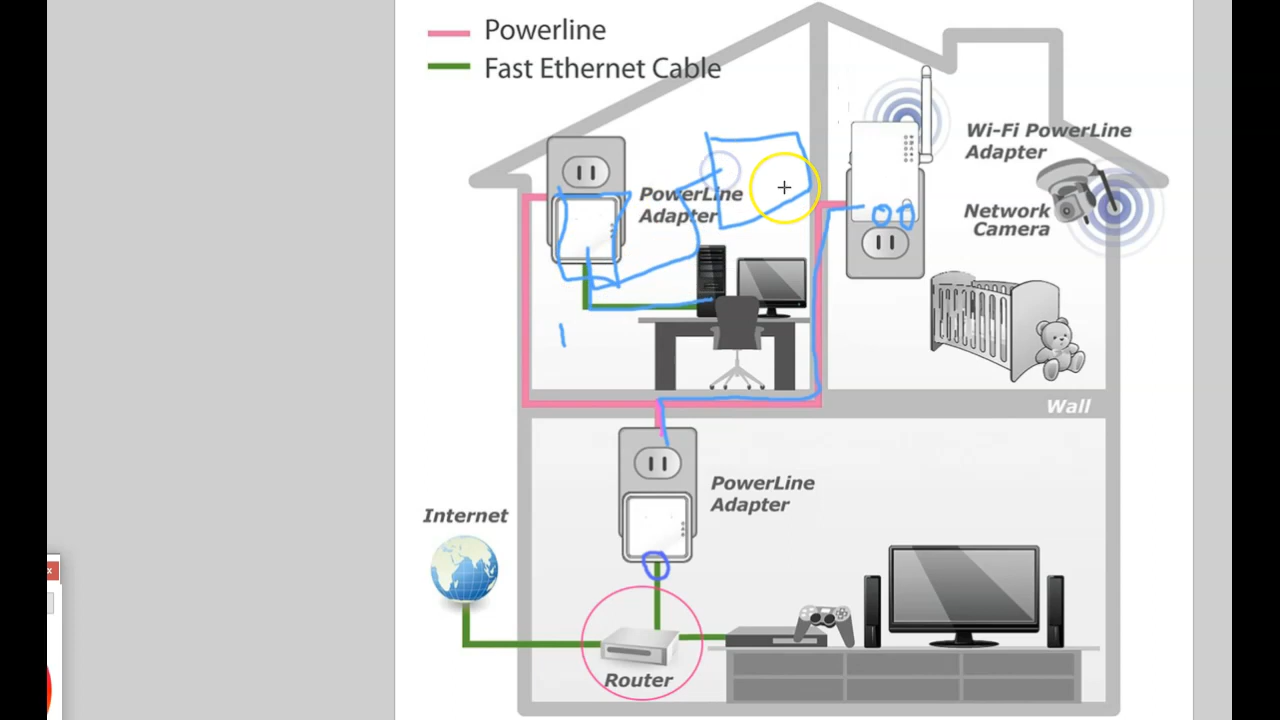 Powerline
Fast Ethernet Cable
Wi-Fi PowerLine
Adapter
PowerLine
Adapter
Network
Camera
Wall
PowerLine
Adapter
Internet
Router
x